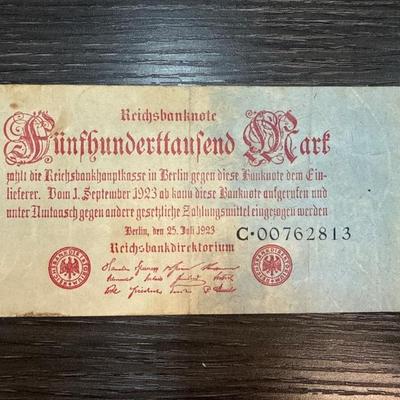 Reichsbanknote
Fünfhunderttausend Mark
zahlt die Reichsbankhauptkasse in Berlin gegen diese Banknote dem Ein-
lieferer. Vom 1. September 1923 ab kann diese Banknote aufgerufen und
unter Umtausch gegen andere gesetzliche Zahlungsmittel eingezogen werden
Berlin, den 25. Juli 1923
Reichsbankdirektorium
C·00762813